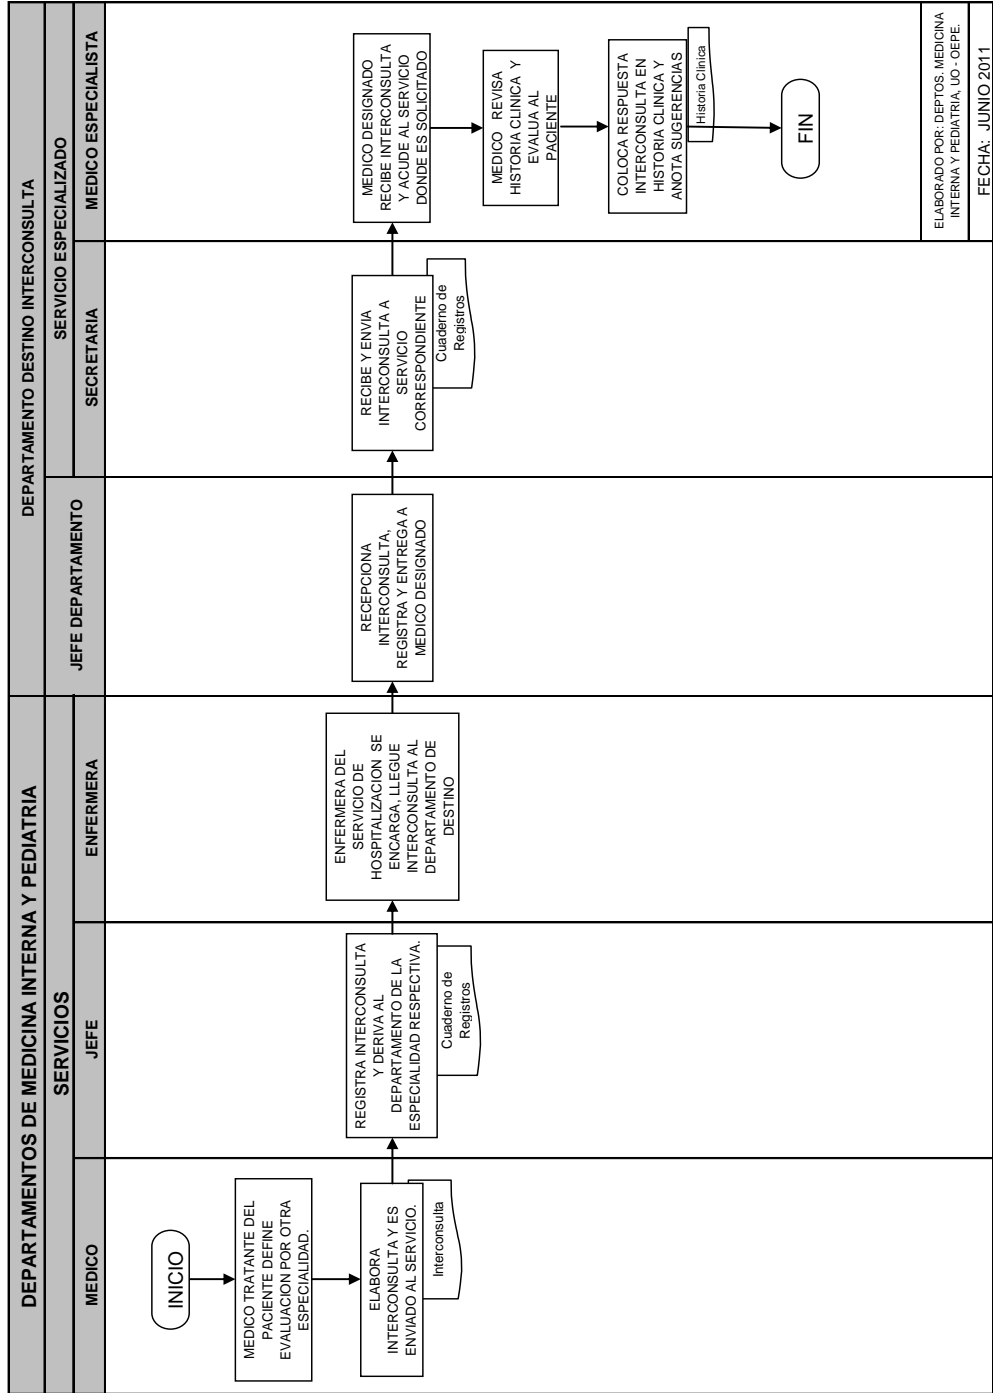 DEPARTAMENTOS DE MEDICINA INTERNA Y PEDIATRIA
DEPARTAMENTO DESTINO INTERCONSULTA
SERVICIOS
JEFE DEPARTAMENTO
SERVICIO ESPECIALIZADO
MEDICO
JEFE
ENFERMERA
SECRETARIA
MEDICO ESPECIALISTA
INICIO
MEDICO TRATANTE DEL
PACIENTE DEFINE
EVALUACION POR OTRA
ESPECIALIDAD.
ELABORA
INTERCONSULTA Y ES
ENVIADO AL SERVICIO.
Interconsulta
REGISTRA INTERCONSULTA
Y DERIVA AL
DEPARTAMENTO DE LA
ESPECIALIDAD RESPECTIVA.
Cuaderno de
Registros
ENFERMERA DEL
SERVICIO DE
HOSPITALIZACION SE
ENCARGA, LLEGUE
INTERCONSULTA AL
DEPARTAMENTO DE
DESTINO
RECEPCIONA
INTERCONSULTA,
REGISTRA Y ENTREGA A
MEDICO DESIGNADO
RECIBE Y ENVIA
INTERCONSULTA A
SERVICIO
CORRESPONDIENTE
Cuaderno de
Registros
MEDICO DESIGNADO
RECIBE INTERCONSULTA
Y ACUDE AL SERVICIO
DONDE ES SOLICITADO
MEDICO REVISA
HISTORIA CLINICA Y
EVALUA AL
PACIENTE
COLOCA RESPUESTA
INTERCONSULTA EN
HISTORIA CLINICA Y
ANOTA SUGERENCIAS
Historia Clínica
FIN
ELABORADO POR: DEPTOS. MEDICINA
INTERNA Y PEDIATRIA, UO - OEPE.
FECHA: JUNIO 2011